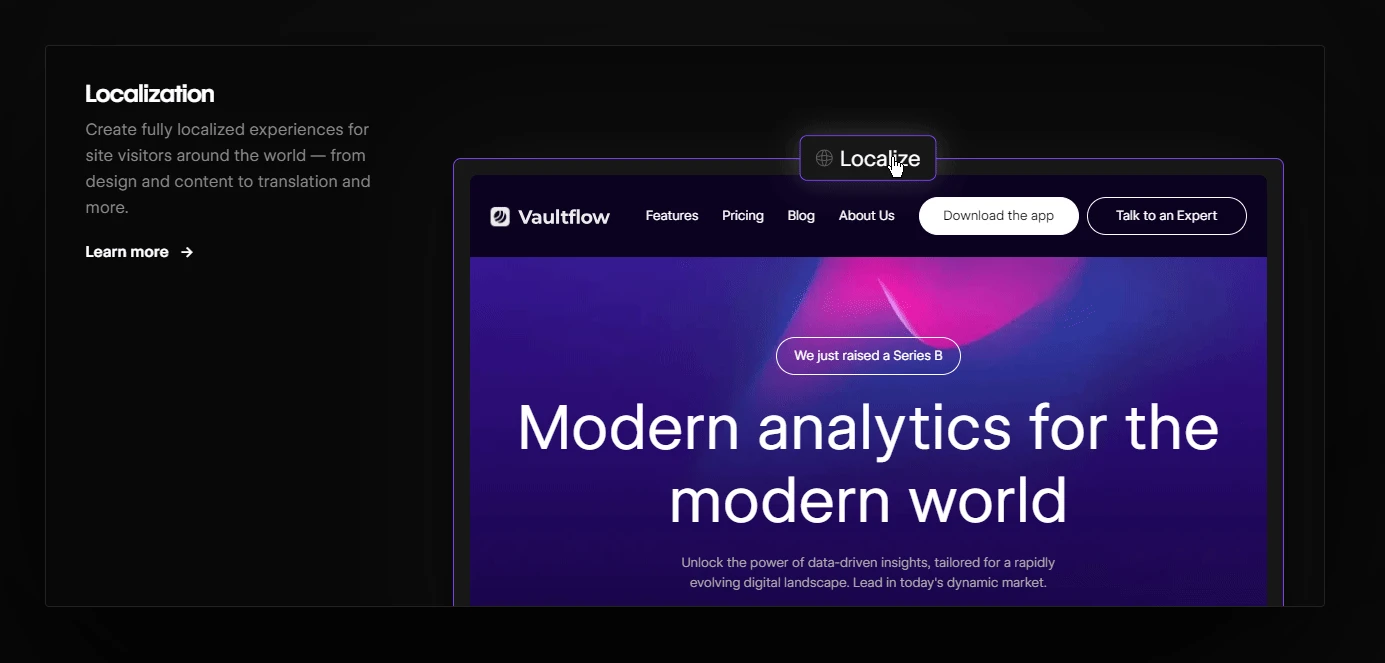 Localization
Create fully localized experiences for
site visitors around the world — from
design and content to translation and
more.
Learn more →
Localize
Vaultflow
Features
Pricing
Blog
About Us
Download the app
Talk to an Expert
We just raised a Series B
Modern analytics for the
modern world
Unlock the power of data-driven insights, tailored for a rapidly
evolving digital landscape. Lead in today's dynamic market.